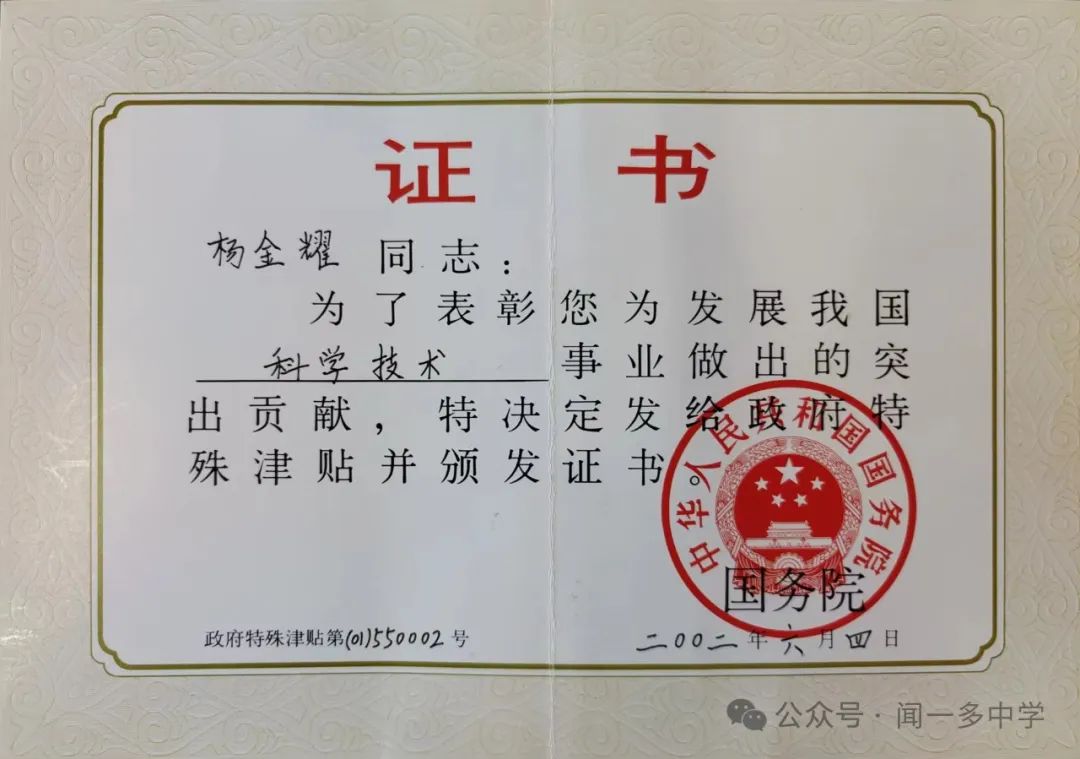 证书
杨金耀 同志：
为了表彰您为发展我国
科学技术 事业做出的突
出贡献，特决定发给政府特
殊津贴并颁发证书。
中华人民共和国国务院
国务院
政府特殊津贴第(01)550002号
二00二年六月四日
公众号·闻一多中学